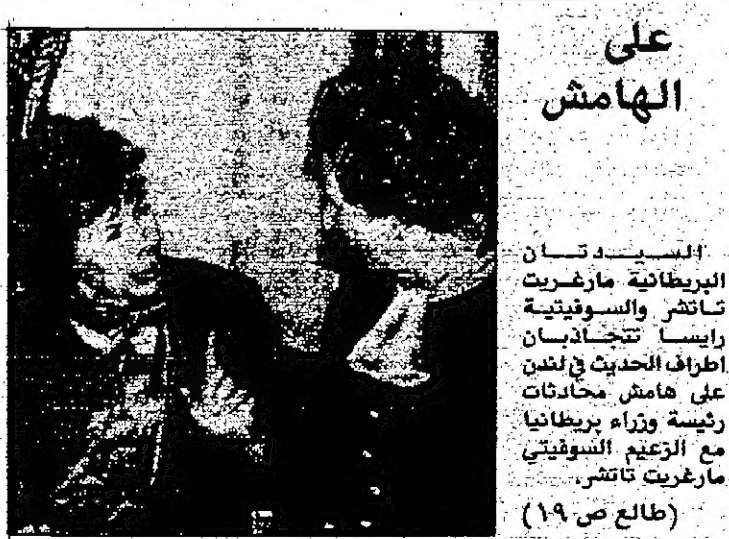 على
الهامش
السيدتان
البريطانية مارغريت
تاتشر والسوفيتية
رايسا تتجاذبان
اطراف الحديث في لندن
على هامش محادثات
رئيسة وزراء بريطانيا
مع الزعيم السوفيتي
مارغريت تاتشر.
(طالع ص ١٩)